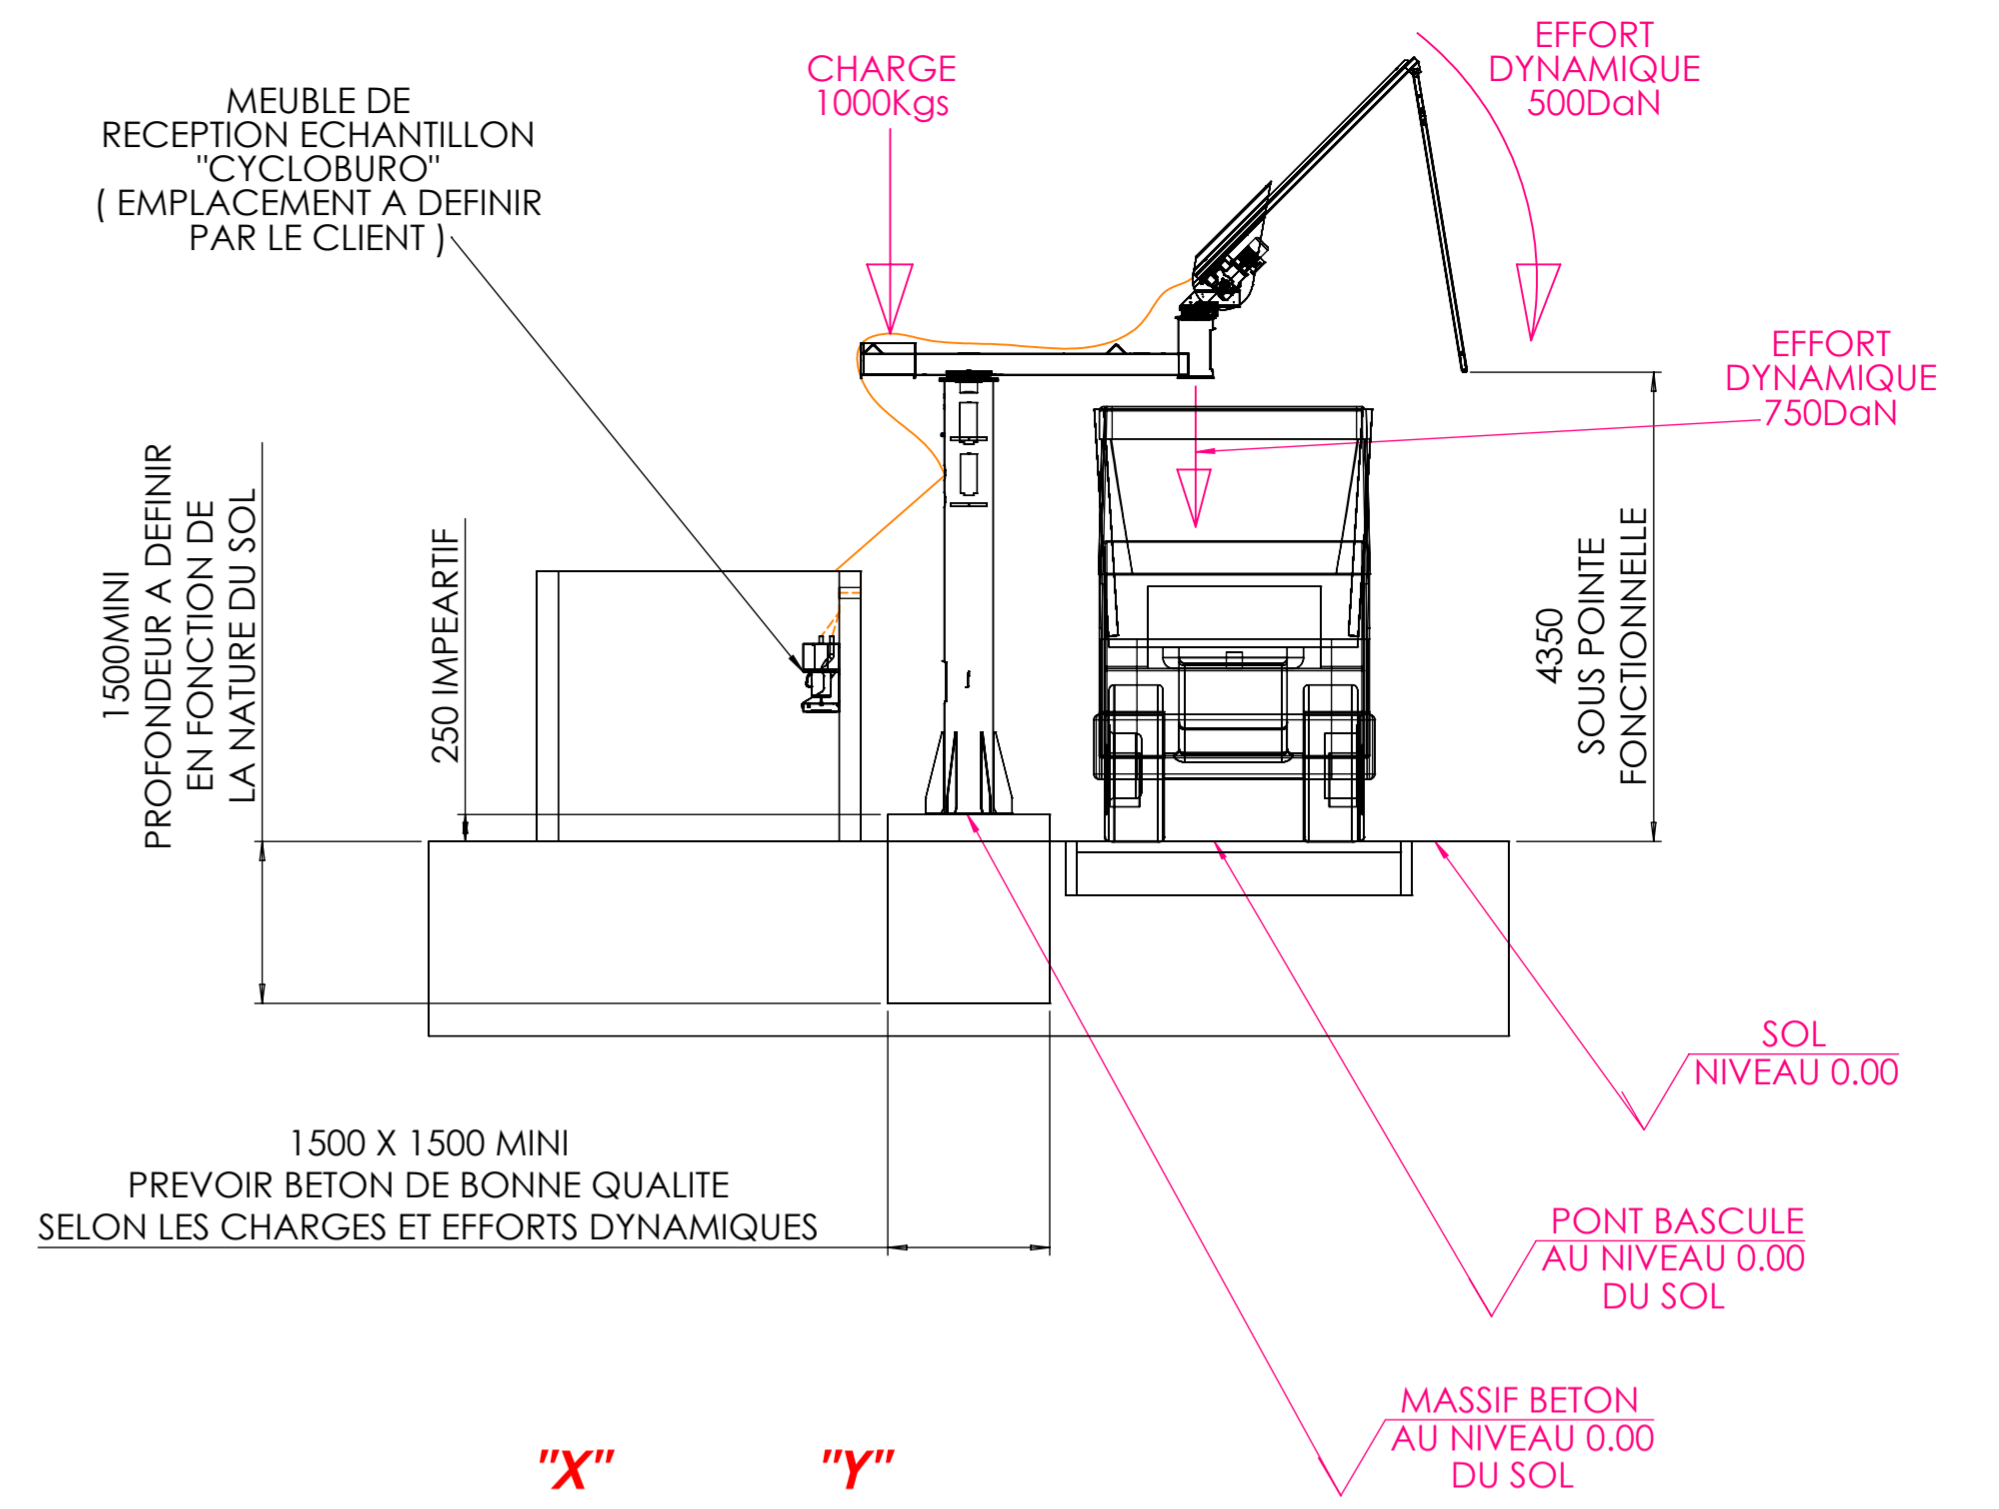 EFFORT
DYNAMIQUE
500DaN
CHARGE
1000Kgs
MEUBLE DE
RECEPTION ECHANTILLON
"CYCLOBURO"
( EMPLACEMENT A DEFINIR
PAR LE CLIENT )
EFFORT
DYNAMIQUE
750DaN
1500MINI
PROFONDEUR A DEFINIR
EN FONCTION DE
LA NATURE DU SOL
250 IMPEARTIF
4350
SOUS POINTE
FONCTIONNELLE
SOL
NIVEAU 0.00
1500 X 1500 MINI
PREVOIR BETON DE BONNE QUALITE
SELON LES CHARGES ET EFFORTS DYNAMIQUES
PONT BASCULE
AU NIVEAU 0.00
DU SOL
MASSIF BETON
AU NIVEAU 0.00
DU SOL
"X"
"Y"